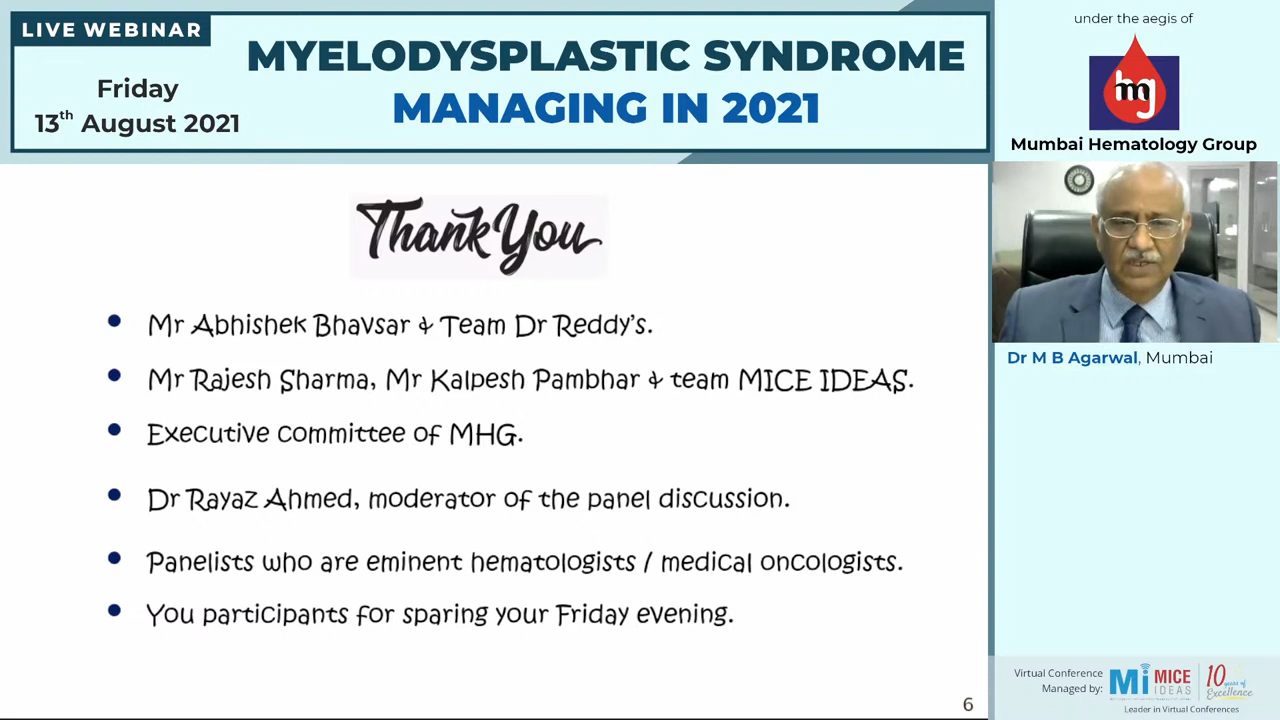 LIVE WEBINAR
Friday
13th August 2021
MYELODYSPLASTIC SYNDROME
MANAGING IN 2021
under the aegis of
hmg
Mumbai Hematology Group
Dr M B Agarwal, Mumbai
Thank You
Mr Abhishek Bhavsar & Team Dr Reddy's.
Mr Rajesh Sharma, Mr Kalpesh Pambhar & team MICE IDEAS.
Executive committee of MHG.
Dr Rayaz Ahmed, moderator of the panel discussion.
Panelists who are eminent hematologists / medical oncologists.
You participants for sparing your Friday evening.
6
Virtual Conference
Managed by:
Mi MICE
IDEAS
10 years of
Excellence
Leader in Virtual Conferences